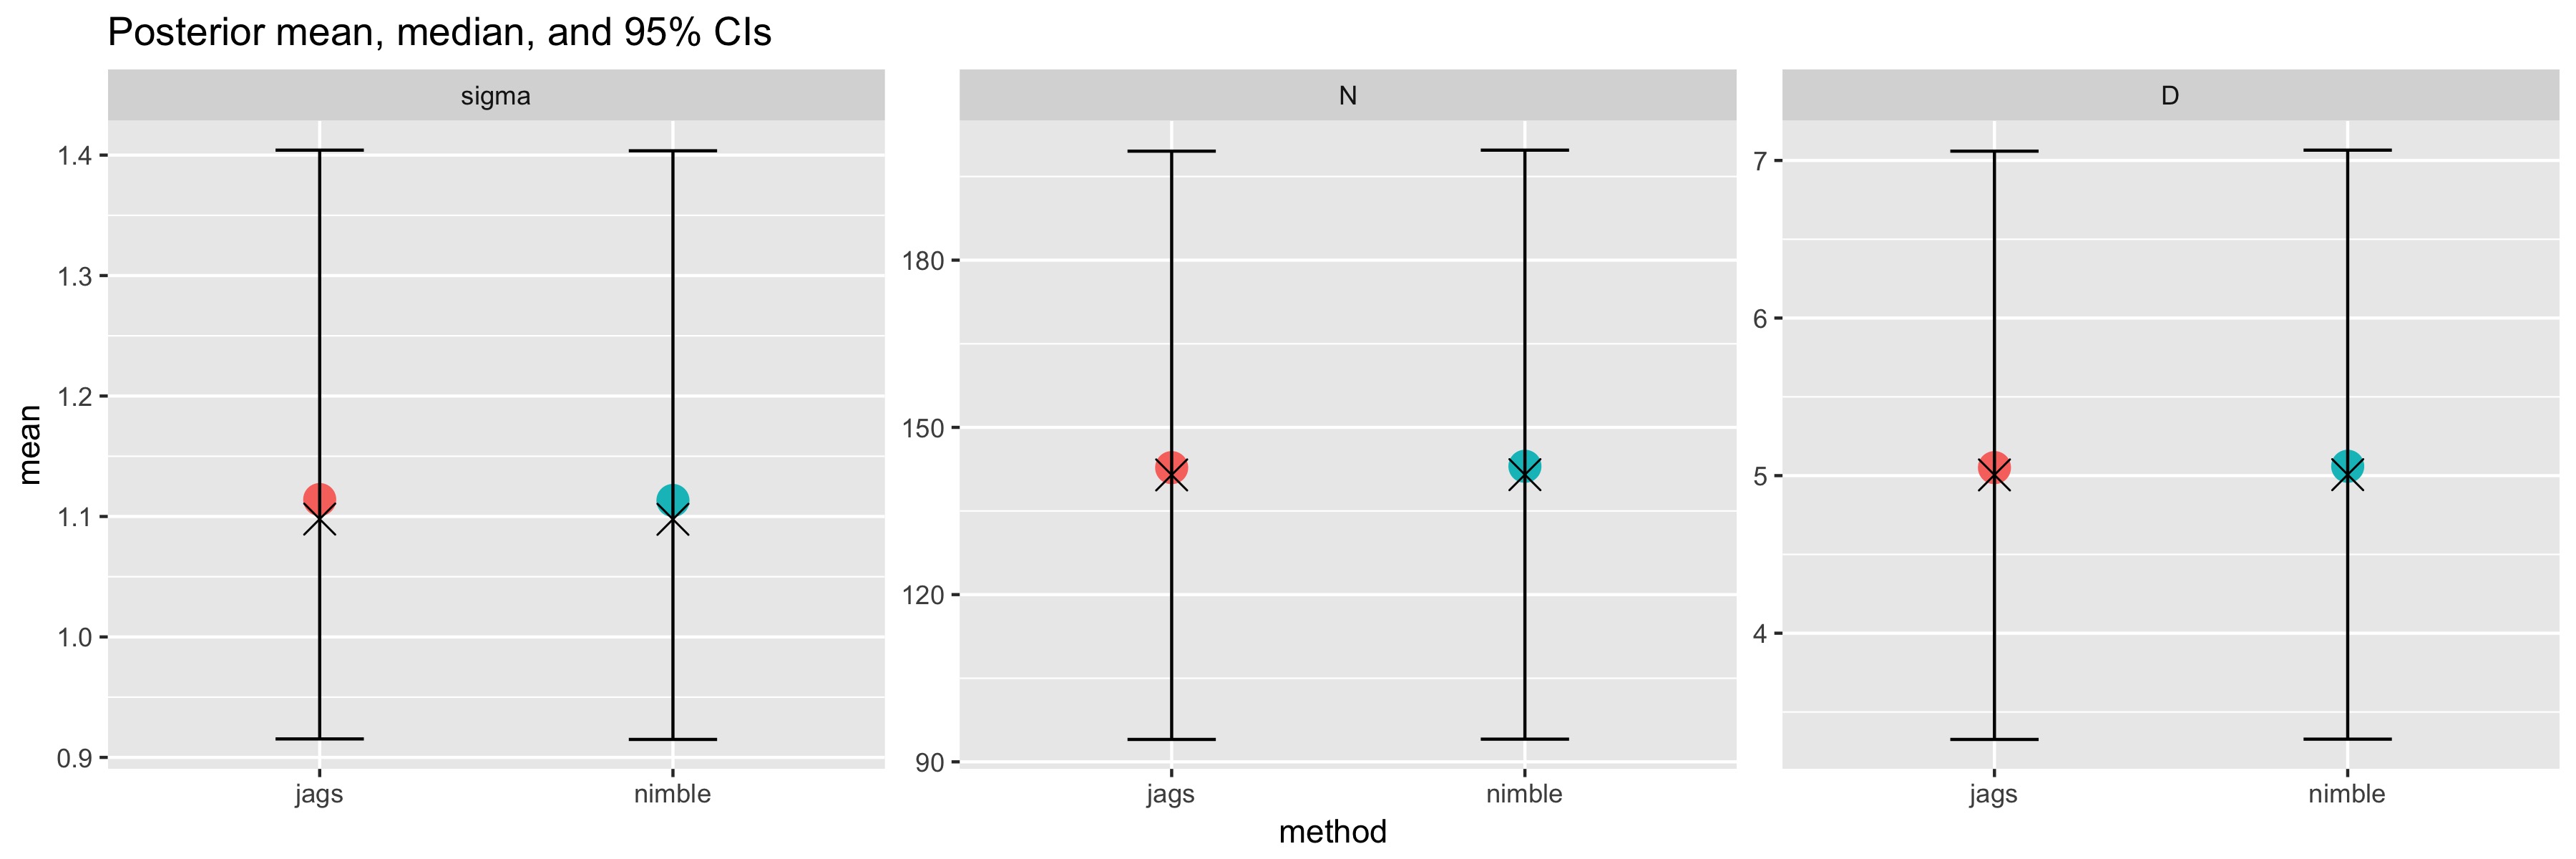 Posterior mean, median, and 95% CIs
sigma
N
D
mean
1.4
1.3
1.2
1.1
1.0
0.9
180
150
120
90
7
6
5
4
jags
nimble
jags
nimble
jags
nimble
method